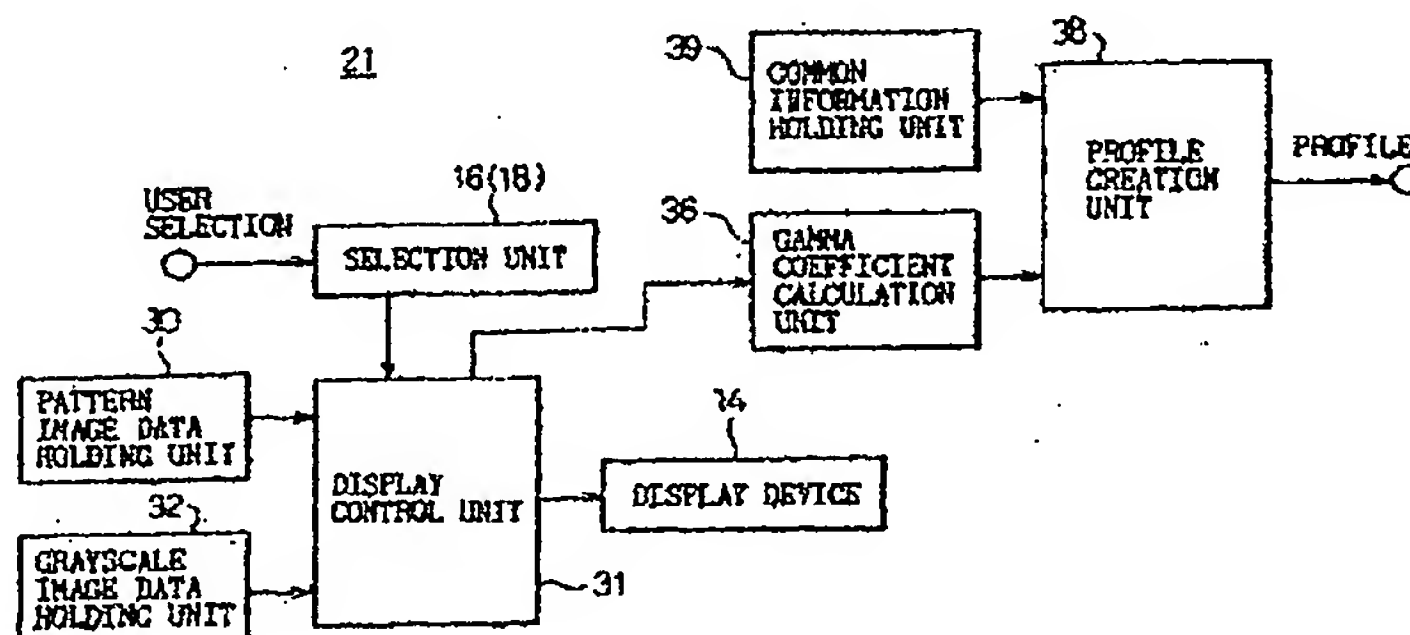 21
39
COMMON
INFORMATION
HOLDING UNIT
38
PROFILE
CREATION
UNIT
PROFILE
USER
SELECTION
16(18)
SELECTION UNIT
36
GAMMA
COEFFICIENT
CALCULATION
UNIT
30
PATTERN
IMAGE DATA
HOLDING UNIT
DISPLAY
CONTROL UNIT
31
14
DISPLAY DEVICE
32
GRAYSCALE
IMAGE DATA
HOLDING UNIT